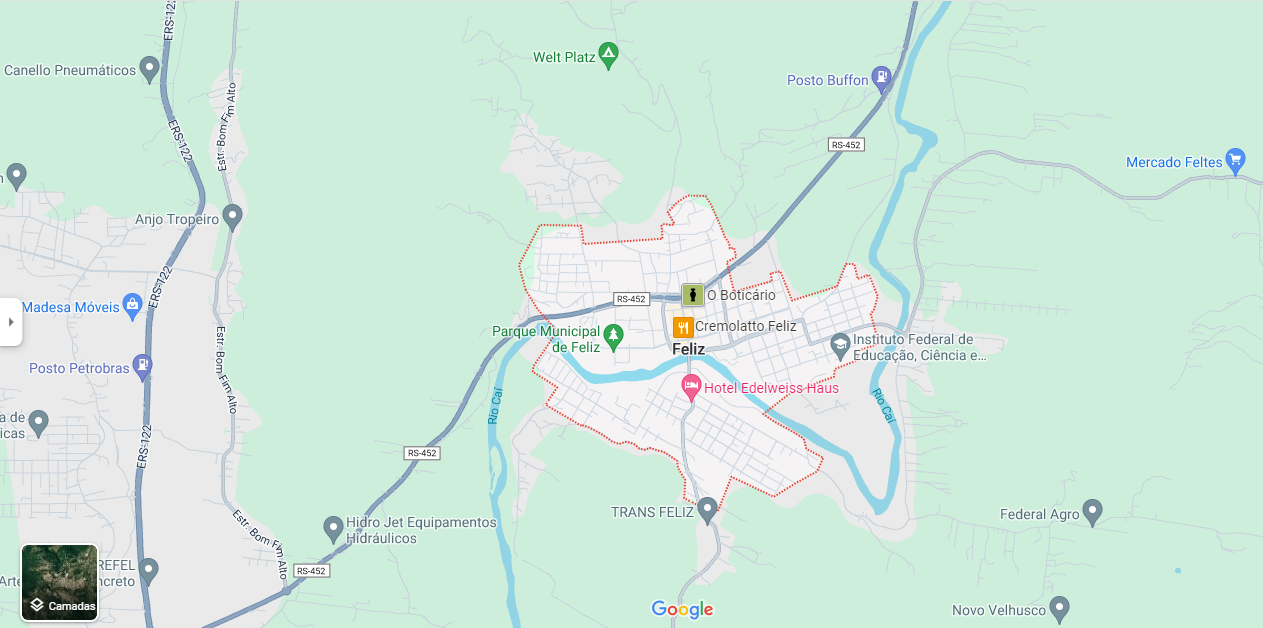 ERS-122
Welt Platz
Canello Pneumáticos
Posto Buffon
Estr. Bom Fim Alto
ERS-122
RS-452
Mercado Feltes
Anjo Tropeiro
ERS-122
O Boticário
RS-452
Madesa Móveis
Cremolatto Feliz
Parque Municipal
de Feliz
Feliz
Instituto Federal de
Educação, Ciência e...
Estr. Bom Fim Alto
Posto Petrobras
Hotel Edelweiss Haus
Rio Caí
Rio Caí
a de
icas
ERS-122
RS-452
TRANS FELIZ
Federal Agro
Hidro Jet Equipamentos
Hidráulicos
Estr. Bom Fim Alto
REFEL
Arte
ncreto
RS-452
Camadas
Google
Novo Velhusco